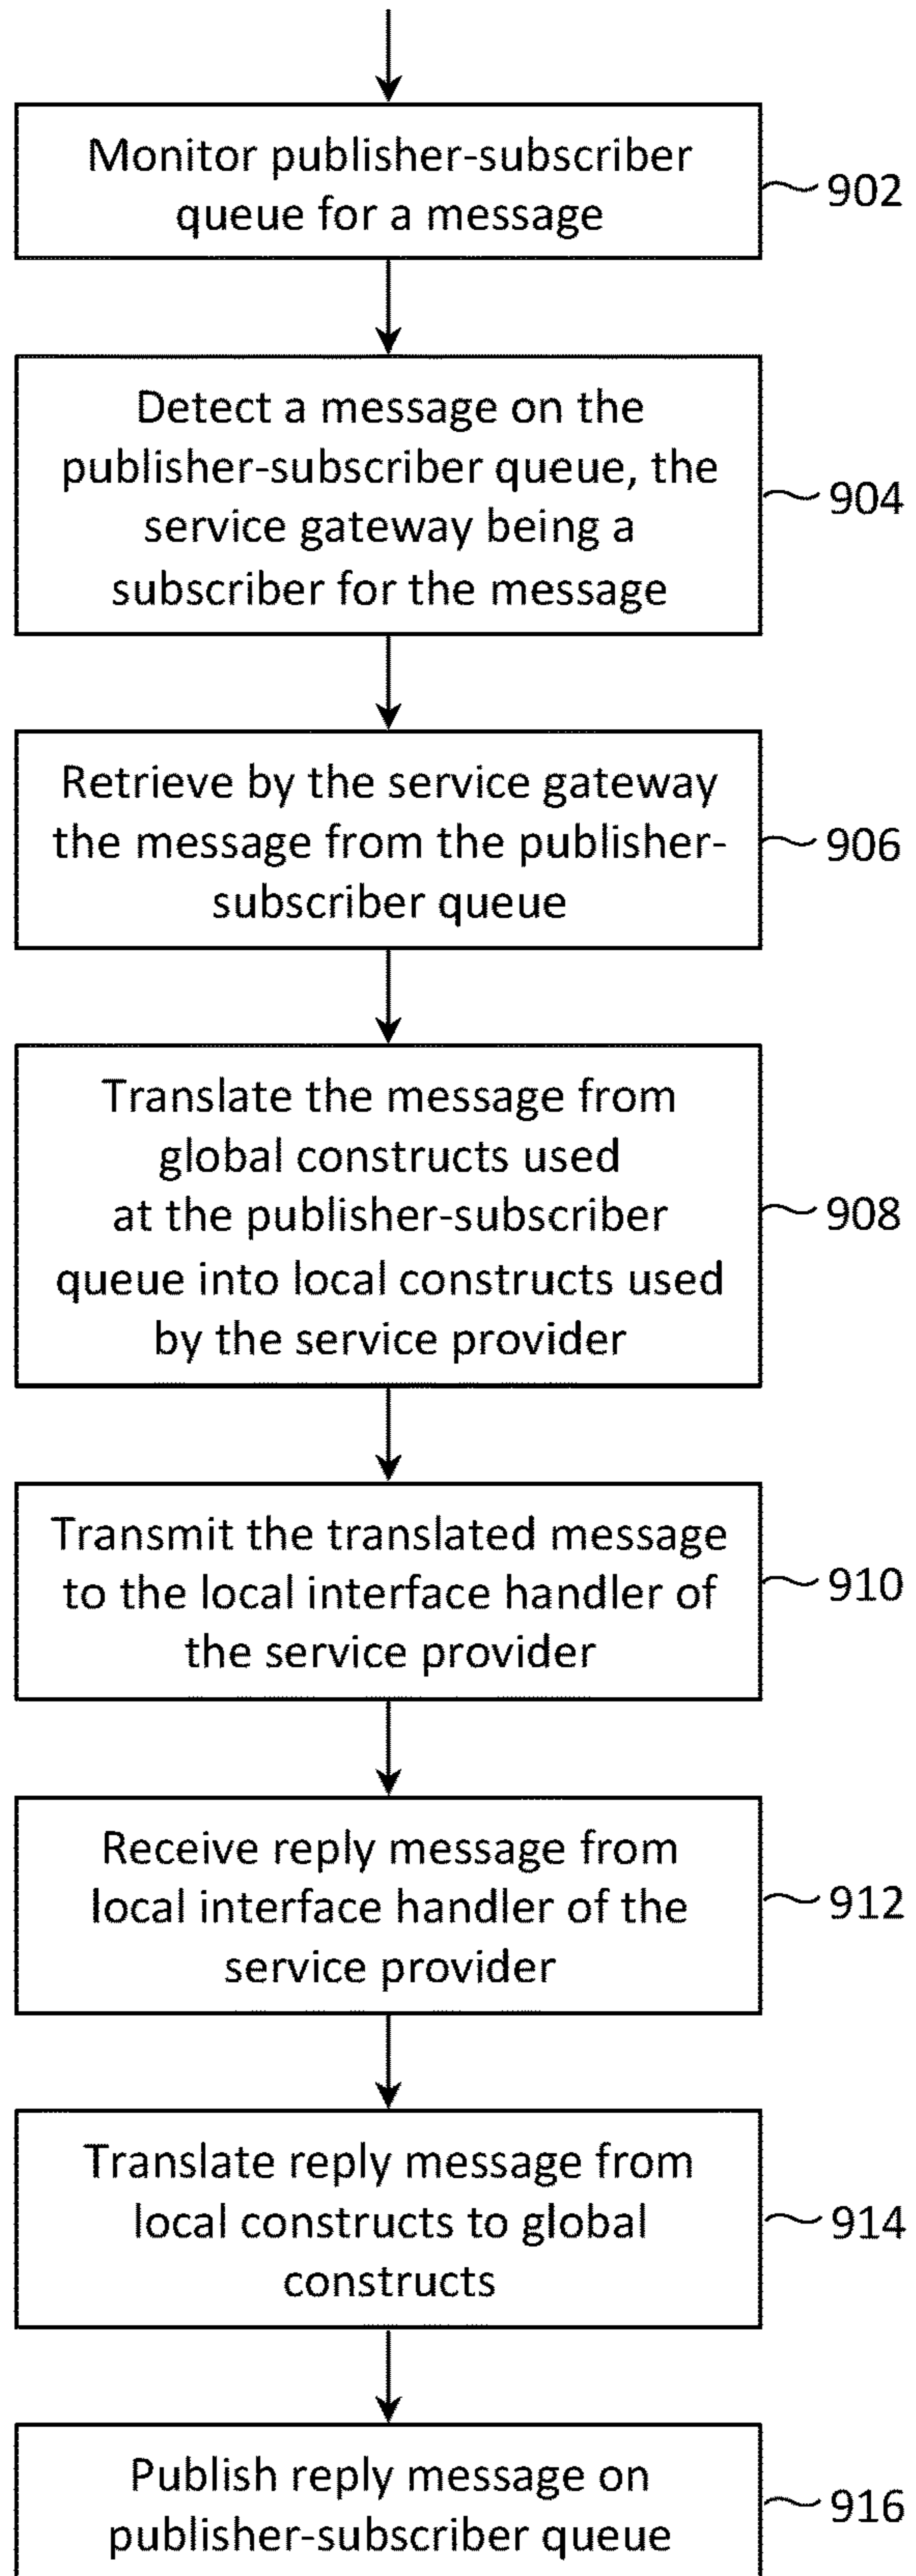 Monitor publisher-subscriber
queue for a message
902
Detect a message on the
publisher-subscriber queue, the
service gateway being a
subscriber for the message
904
Retrieve by the service gateway
the message from the publisher-
subscriber queue
906
Translate the message from
global constructs used
at the publisher-subscriber
queue into local constructs used
by the service provider
908
Transmit the translated message
to the local interface handler of
the service provider
910
Receive reply message from
local interface handler of the
service provider
912
Translate reply message from
local constructs to global
constructs
914
Publish reply message on
publisher-subscriber queue
916